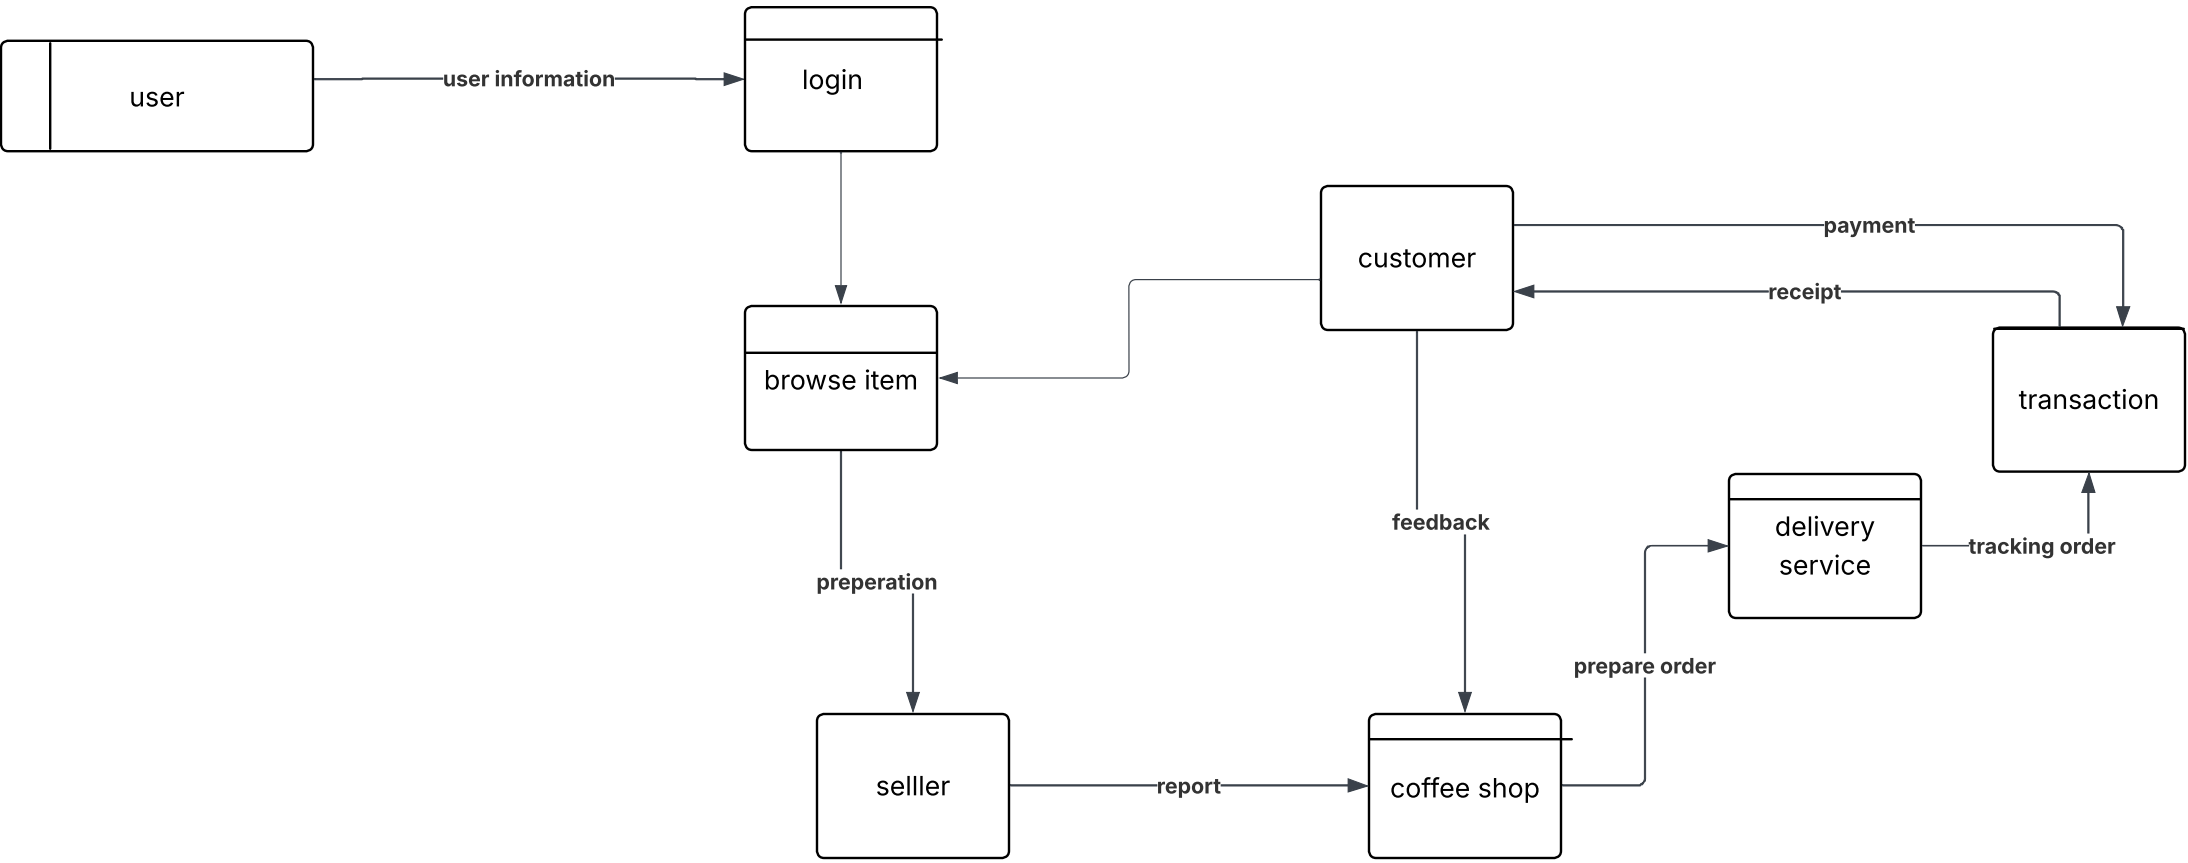 user
user information
login
customer
payment
receipt
browse item
transaction
feedback
delivery
service
tracking order
preperation
prepare order
selller
report
coffee shop